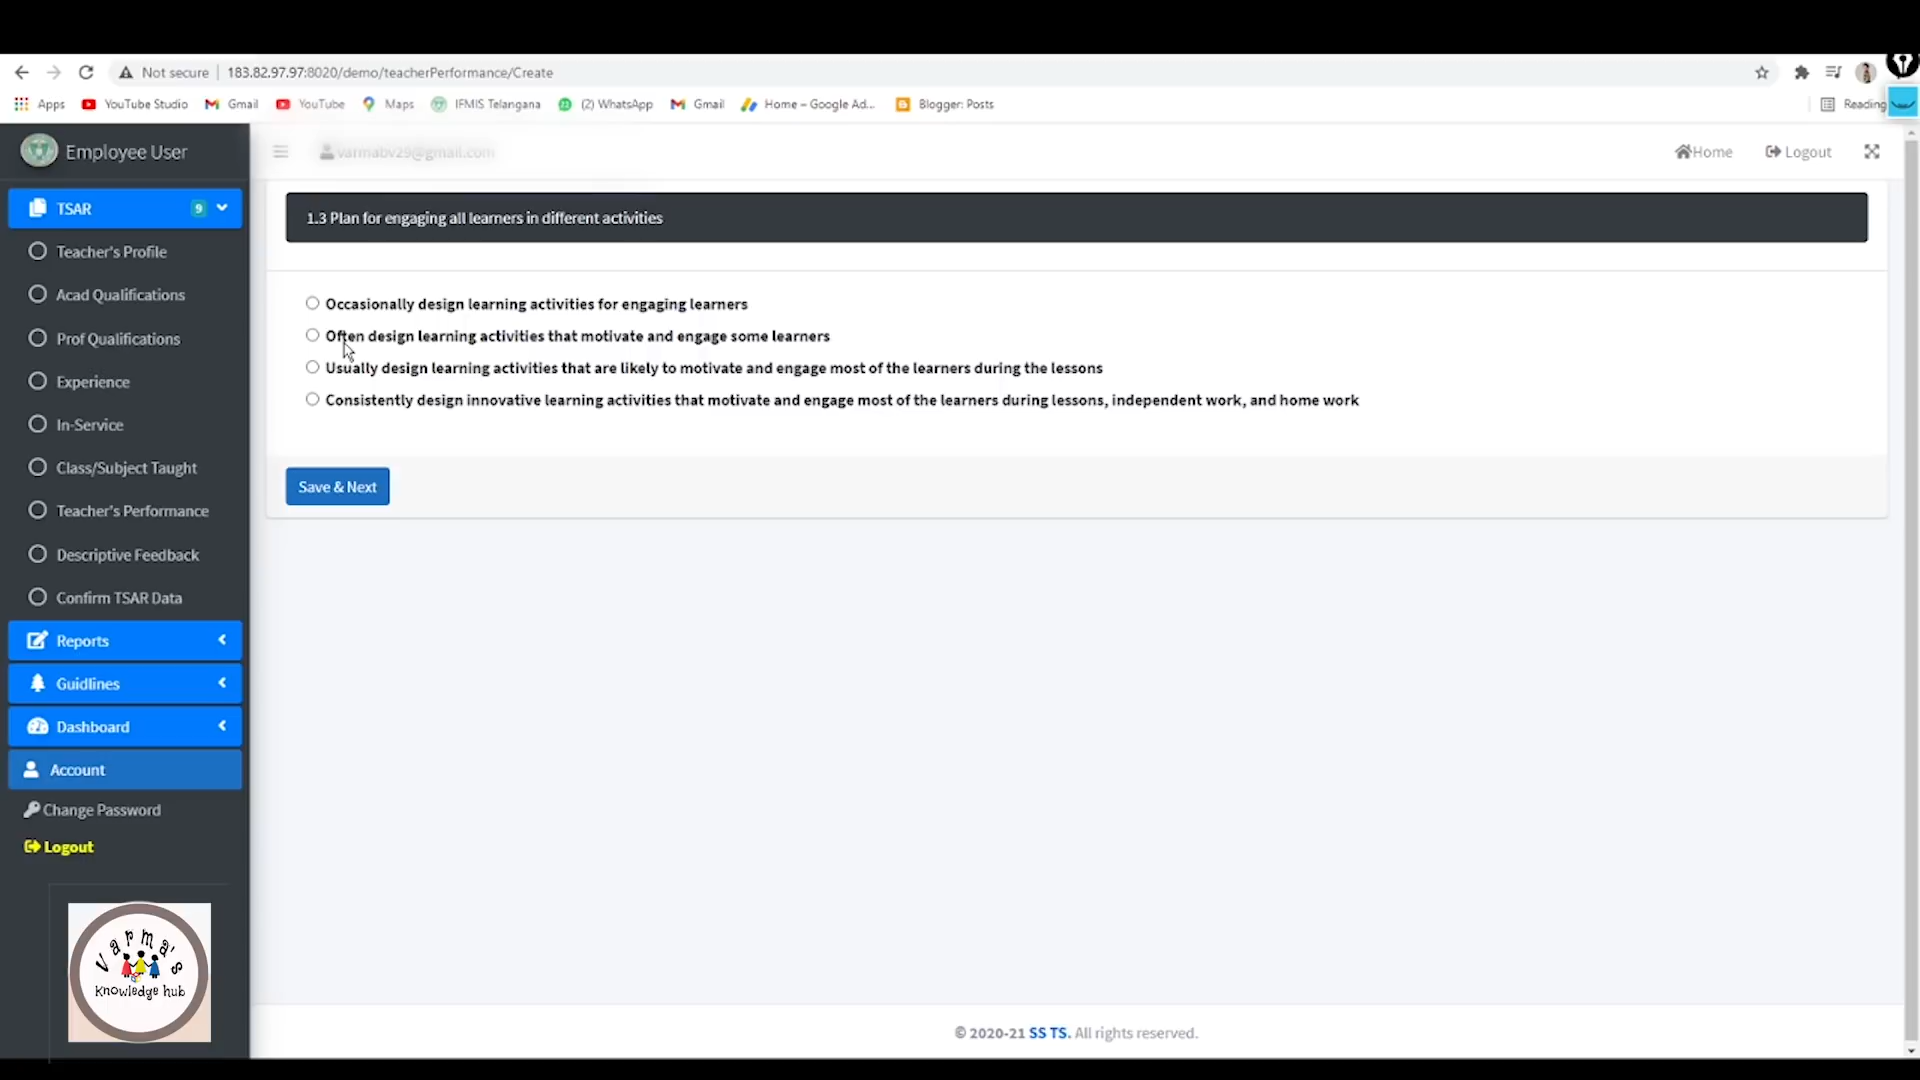 Not secure | 183.82.97.97:8020/demo/teacherPerformance/Create
Apps YouTube Studio Gmail YouTube Maps IFMIS Telangana (2) WhatsApp Gmail Home – Google Ad... Blogger: Posts Reading
Employee User
varmabv29@gmail.com
Home Logout
TSAR 9
Teacher's Profile
Acad Qualifications
Prof Qualifications
Experience
In-Service
Class/Subject Taught
Teacher's Performance
Descriptive Feedback
Confirm TSAR Data
Reports
Guidlines
Dashboard
Account
Change Password
Logout
Varma's
Knowledge hub
1.3 Plan for engaging all learners in different activities
Occasionally design learning activities for engaging learners
Often design learning activities that motivate and engage some learners
Usually design learning activities that are likely to motivate and engage most of the learners during the lessons
Consistently design innovative learning activities that motivate and engage most of the learners during lessons, independent work, and home work
Save & Next
© 2020-21 SS TS. All rights reserved.